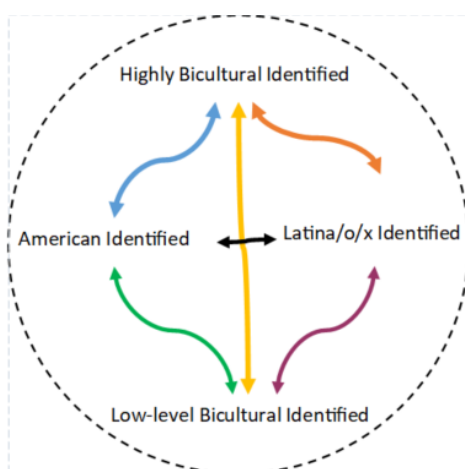 Highly Bicultural Identified
American Identified
Latina/o/x Identified
Low-level Bicultural Identified